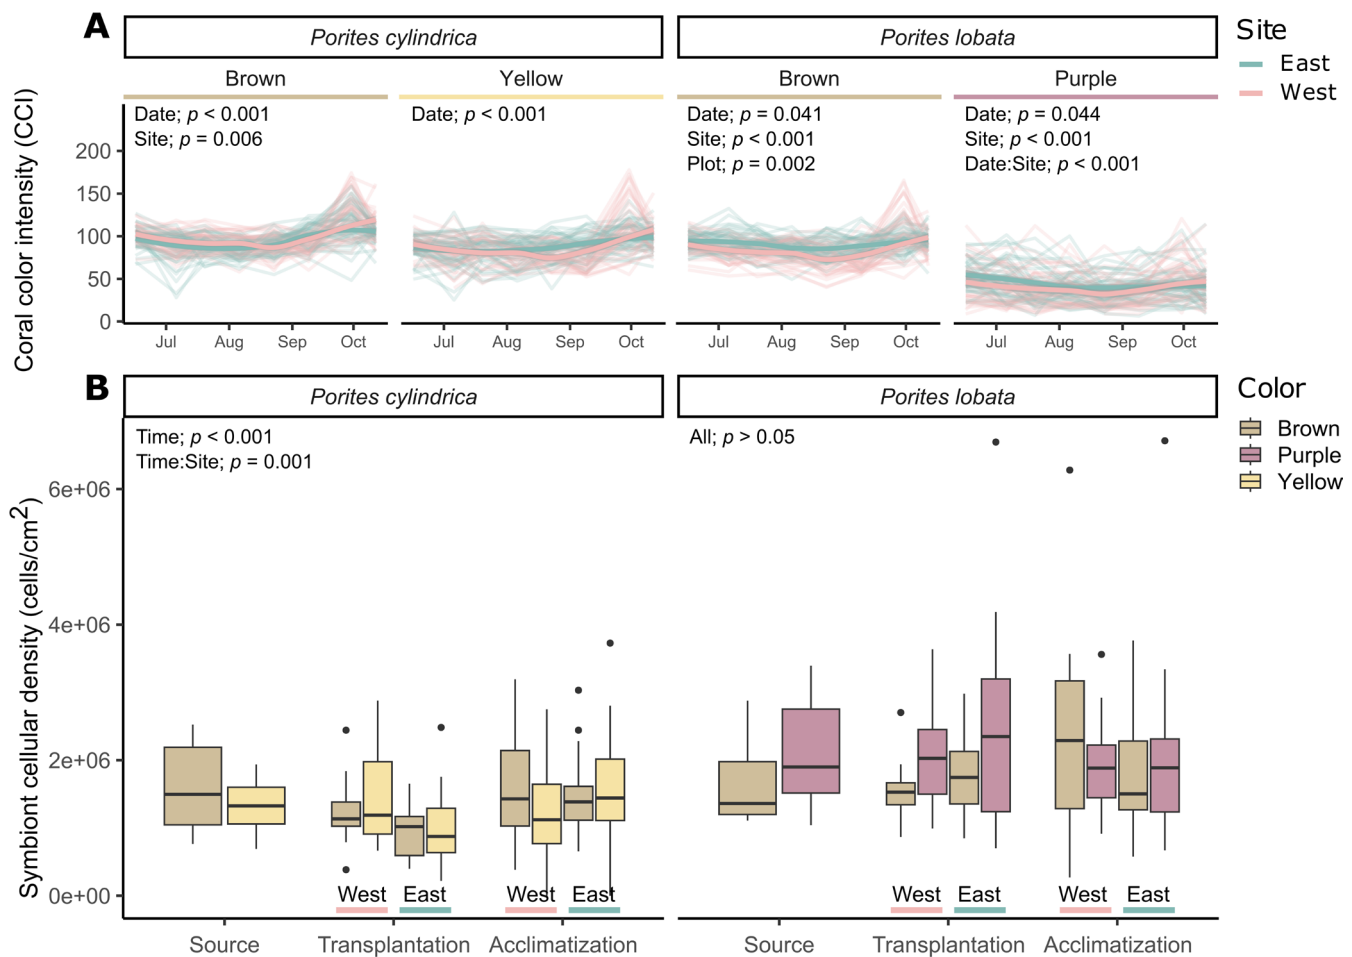 A
Porites cylindrica
Porites lobata
Site
East
West
Brown
Yellow
Brown
Purple
Date; p < 0.001
Site; p = 0.006
Date; p < 0.001
Date; p = 0.041
Site; p < 0.001
Plot; p = 0.002
Date; p = 0.044
Site; p < 0.001
Date:Site; p < 0.001
Coral color intensity (CCI)
200
150
100
50
0
Jul Aug Sep Oct
Jul Aug Sep Oct
Jul Aug Sep Oct
Jul Aug Sep Oct
B
Porites cylindrica
Porites lobata
Color
Brown
Purple
Yellow
Time; p < 0.001
Time:Site; p = 0.001
All; p > 0.05
Symbiont cellular density (cells/cm²)
6e+06
4e+06
2e+06
0e+00
West East West East
West East West East
Source Transplantation Acclimatization
Source Transplantation Acclimatization